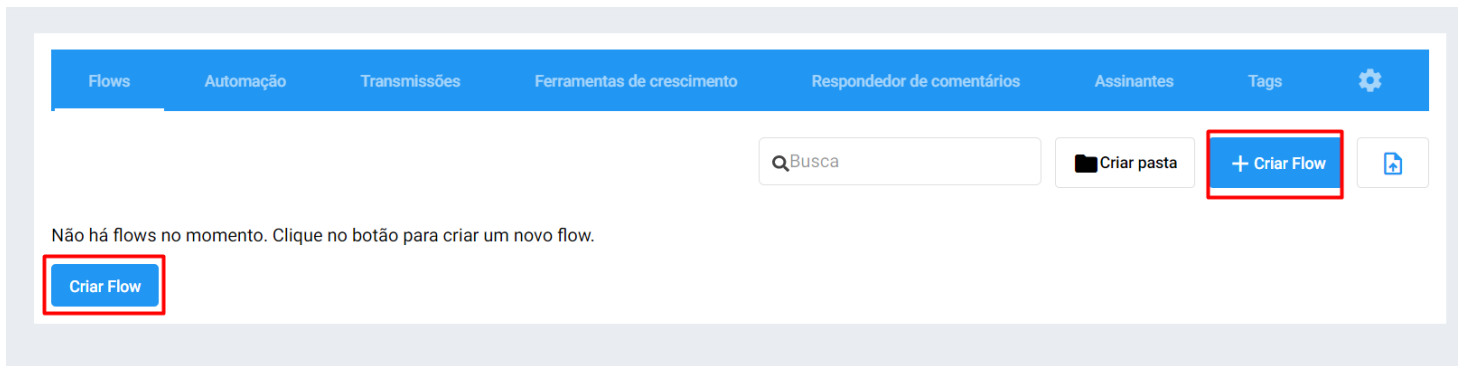 Flows Automação Transmissões Ferramentas de crescimento Respondedor de comentários Assinantes Tags
Busca Criar pasta + Criar Flow
Não há flows no momento. Clique no botão para criar um novo flow.
Criar Flow